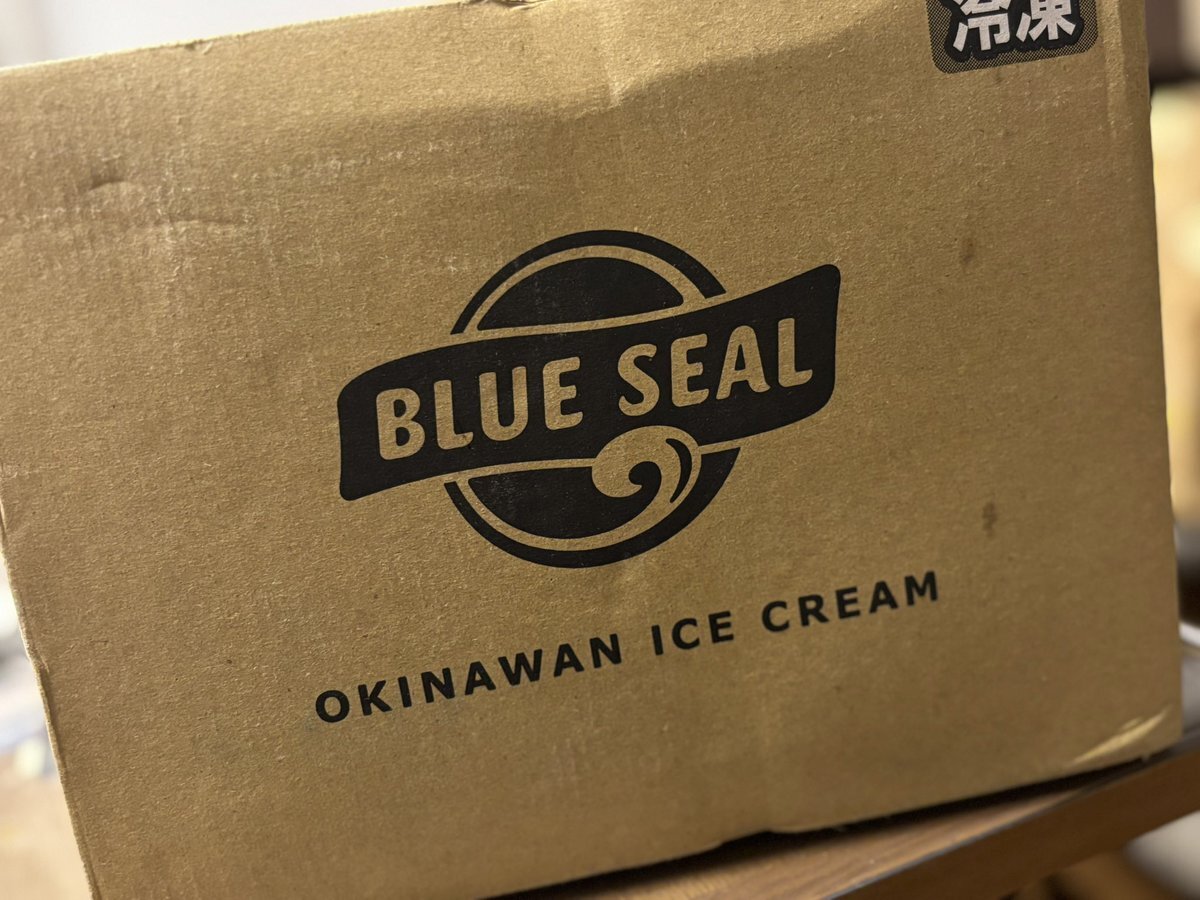 冷凍
BLUE SEAL
OKINAWAN ICE CREAM